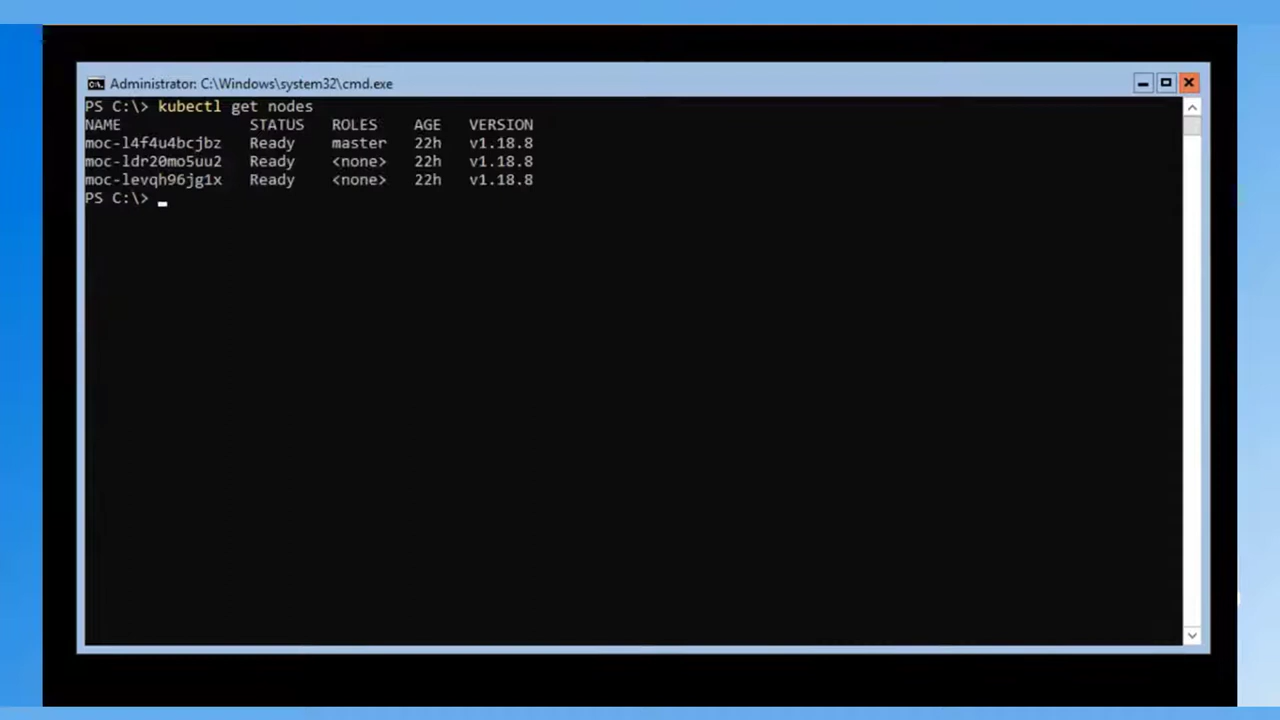 Administrator: C:\Windows\system32\cmd.exe
PS C:\> kubectl get nodes
NAME STATUS ROLES AGE VERSION
moc-l4f4u4bcjbz Ready master 22h v1.18.8
moc-ldr20mo5uu2 Ready <none> 22h v1.18.8
moc-levqh96jg1x Ready <none> 22h v1.18.8
PS C:\>